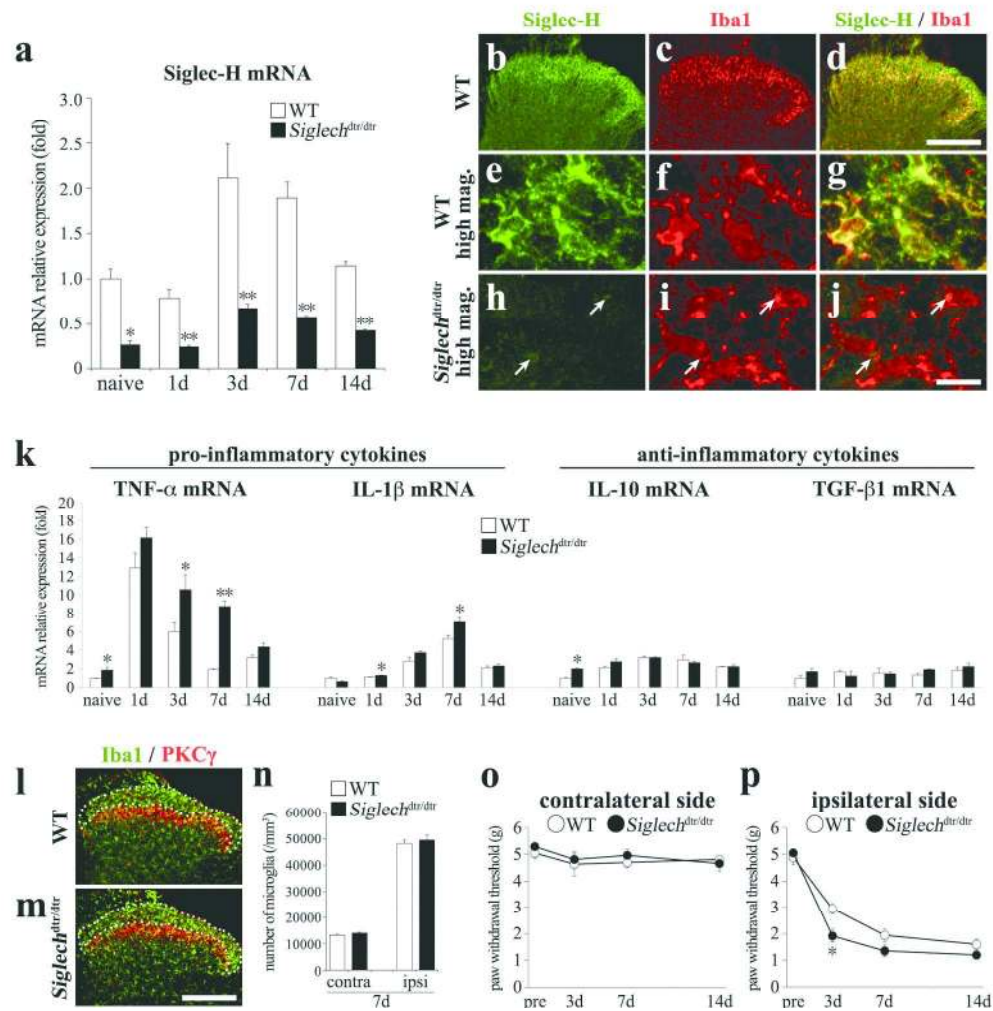 a
Siglec-H mRNA
WT
Siglech^dtr/dtr
mRNA relative expression (fold)
3.0
2.5
2.0
1.5
1.0
0.5
0
*
**
**
**
**
naive 1d 3d 7d 14d
Siglec-H Iba1 Siglec-H / Iba1
WT
b c d
WT
high mag.
e f g
Siglech^dtr/dtr
high mag.
h i j
k
pro-inflammatory cytokines anti-inflammatory cytokines
TNF-α mRNA IL-1β mRNA IL-10 mRNA TGF-β1 mRNA
mRNA relative expression (fold)
20
18
16
14
12
10
8
6
4
2
0
WT
Siglech^dtr/dtr
WT
Siglech^dtr/dtr
* * ** * * *
naive 1d 3d 7d 14d naive 1d 3d 7d 14d naive 1d 3d 7d 14d naive 1d 3d 7d 14d
Iba1 / PKCγ
l
WT
m
Siglech^dtr/dtr
n
WT
Siglech^dtr/dtr
number of microglia (/mm²)
60000
50000
40000
30000
20000
10000
0
contra ipsi
7d
o
contralateral side
WT Siglech^dtr/dtr
paw withdrawal threshold (g)
6
5
4
3
2
1
0
pre 3d 7d 14d
p
ipsilateral side
WT Siglech^dtr/dtr
paw withdrawal threshold (g)
6
5
4
3
2
1
0
*
pre 3d 7d 14d